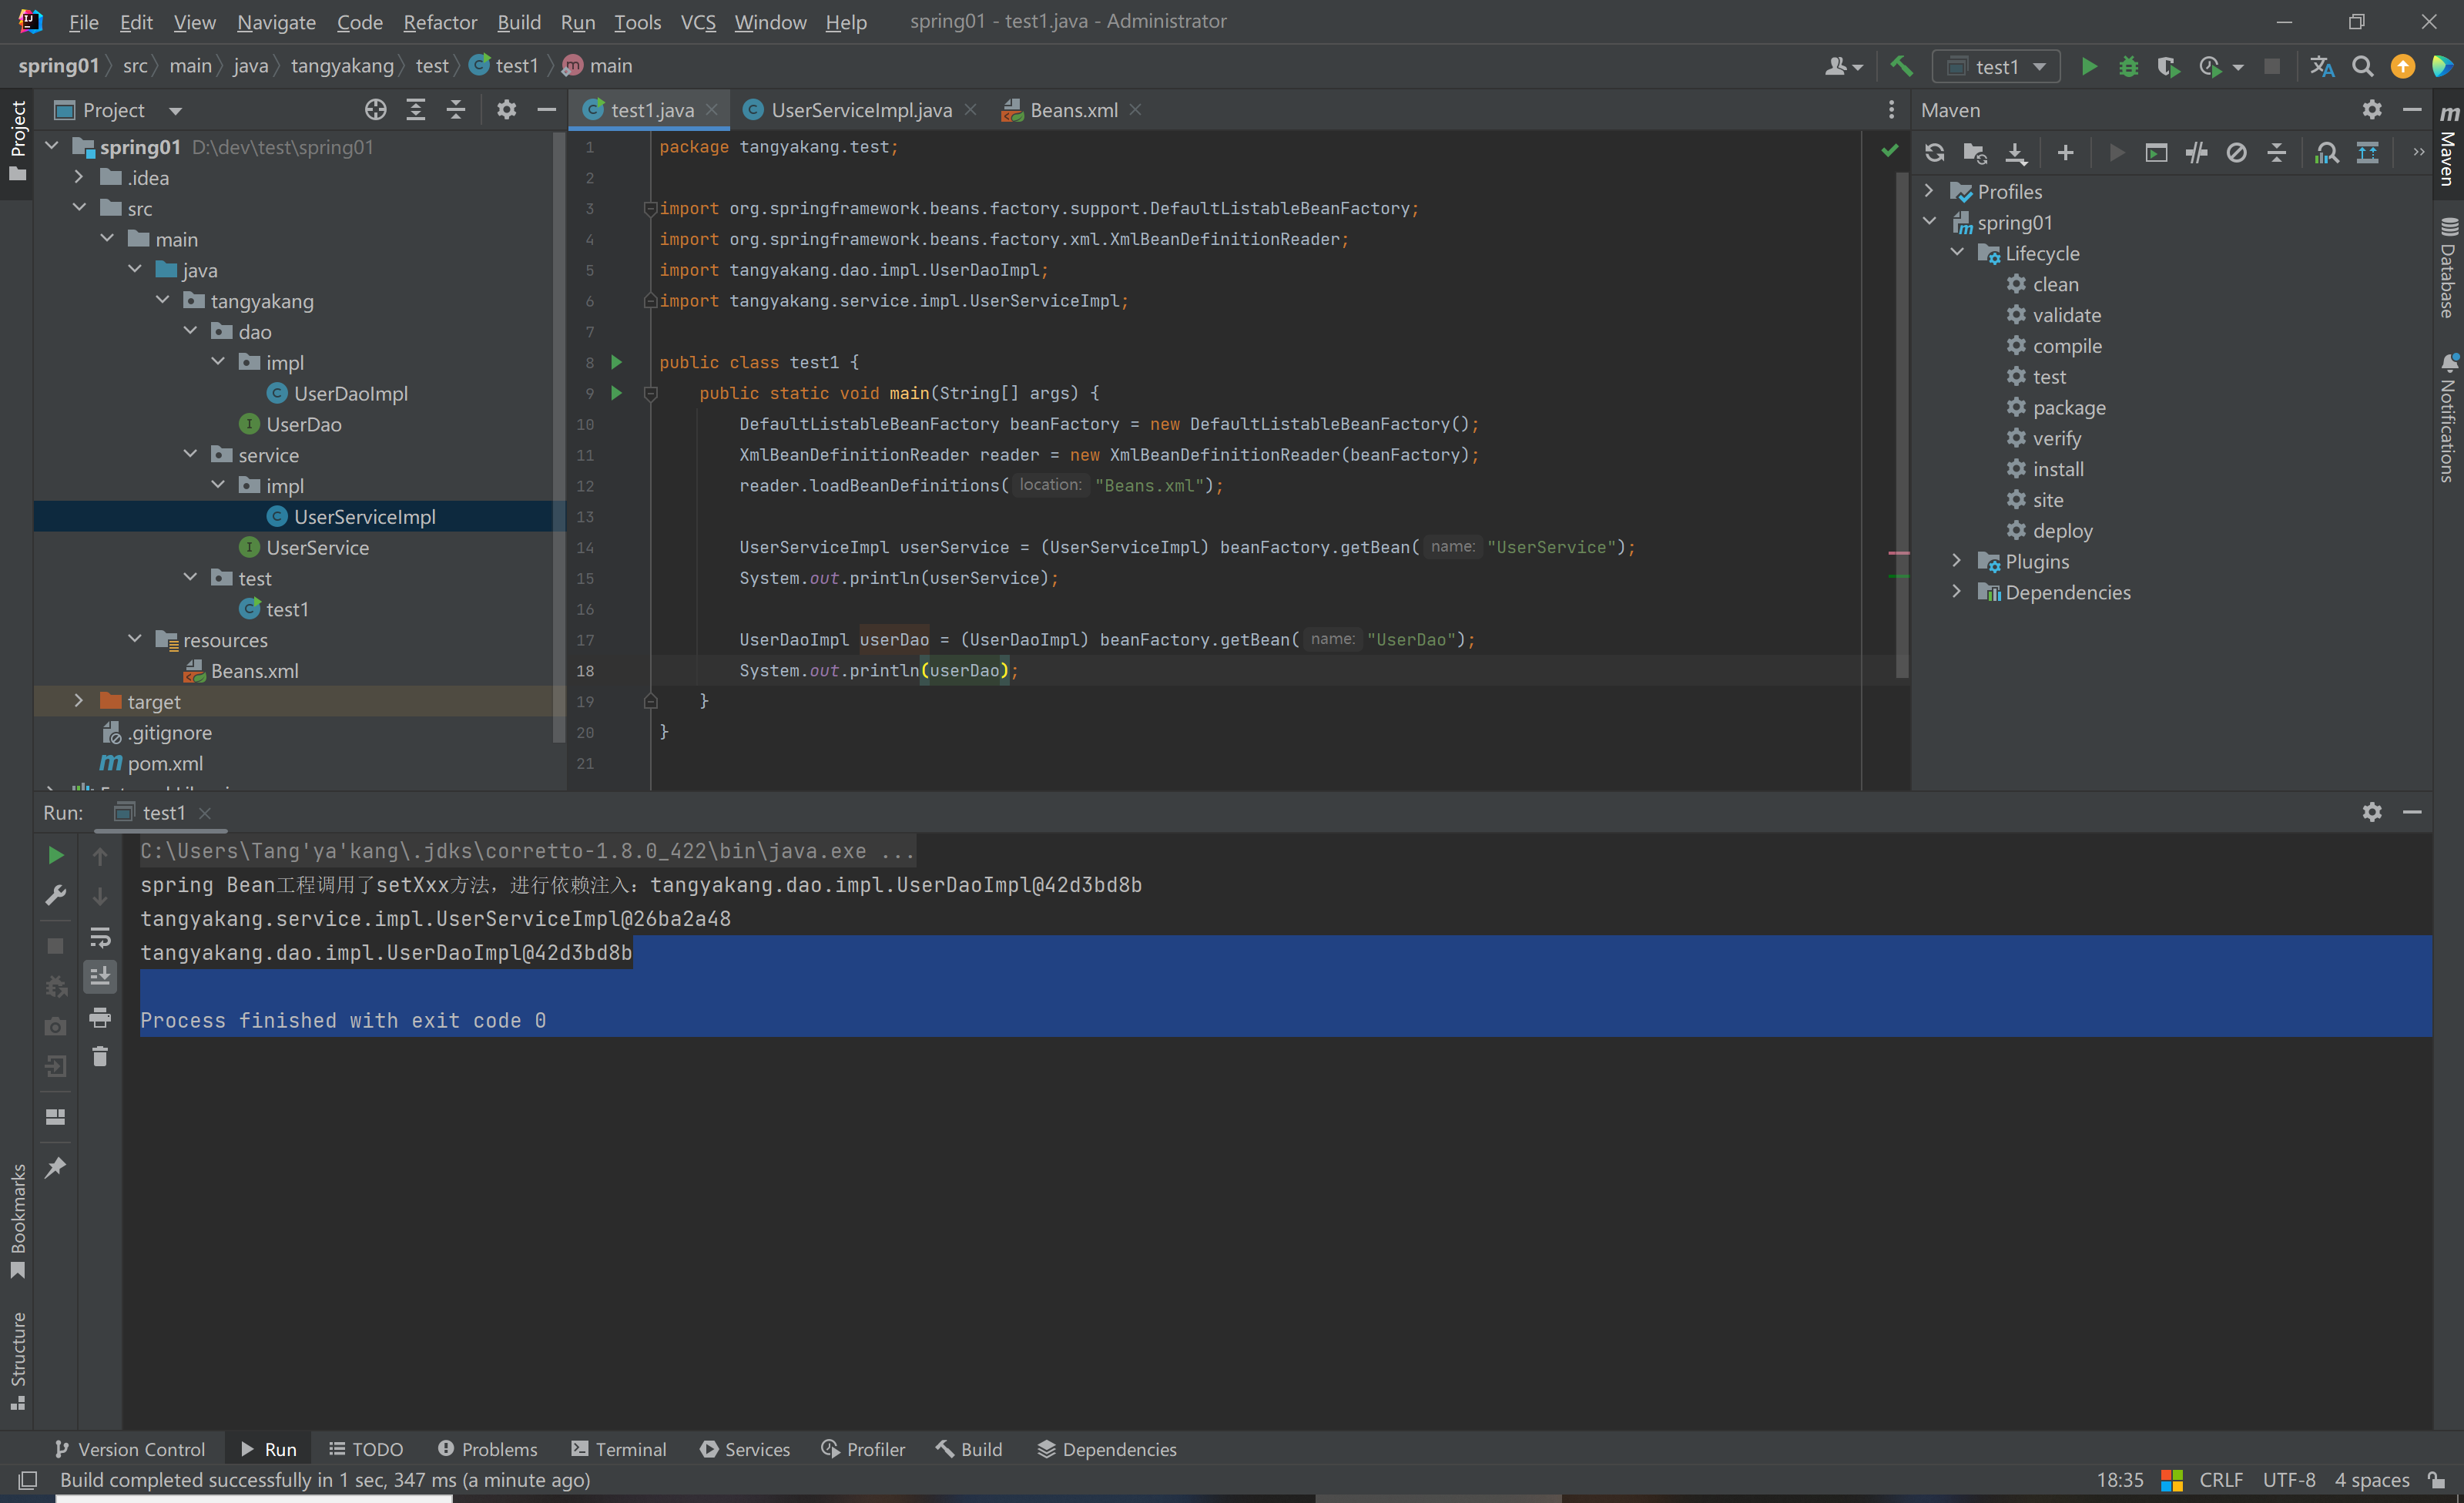 File Edit View Navigate Code Refactor Build Run Tools VCS Window Help spring01 - test1.java - Administrator
spring01 src main java tangyakang test test1 main test1
Project test1.java UserServiceImpl.java Beans.xml Maven
Project
spring01 D:\dev\test\spring01
.idea
src
main
java
tangyakang
dao
impl
UserDaoImpl
UserDao
service
impl
UserServiceImpl
UserService
test
test1
resources
Beans.xml
target
.gitignore
pom.xml
1 package tangyakang.test;
2
3 import org.springframework.beans.factory.support.DefaultListableBeanFactory;
4 import org.springframework.beans.factory.xml.XmlBeanDefinitionReader;
5 import tangyakang.dao.impl.UserDaoImpl;
6 import tangyakang.service.impl.UserServiceImpl;
7
8 public class test1 {
9 public static void main(String[] args) {
10 DefaultListableBeanFactory beanFactory = new DefaultListableBeanFactory();
11 XmlBeanDefinitionReader reader = new XmlBeanDefinitionReader(beanFactory);
12 reader.loadBeanDefinitions( location: "Beans.xml");
13
14 UserServiceImpl userService = (UserServiceImpl) beanFactory.getBean( name: "UserService");
15 System.out.println(userService);
16
17 UserDaoImpl userDao = (UserDaoImpl) beanFactory.getBean( name: "UserDao");
18 System.out.println(userDao);
19 }
20 }
21
Profiles
spring01
Lifecycle
clean
validate
compile
test
package
verify
install
site
deploy
Plugins
Dependencies
Maven
Database
Notifications
Run: test1
C:\Users\Tang'ya'kang\.jdks\corretto-1.8.0_422\bin\java.exe ...
spring Bean工程调用了setXxx方法，进行依赖注入：tangyakang.dao.impl.UserDaoImpl@42d3bd8b
tangyakang.service.impl.UserServiceImpl@26ba2a48
tangyakang.dao.impl.UserDaoImpl@42d3bd8b
Process finished with exit code 0
Bookmarks
Structure
Version Control Run TODO Problems Terminal Services Profiler Build Dependencies
Build completed successfully in 1 sec, 347 ms (a minute ago) 18:35 CRLF UTF-8 4 spaces